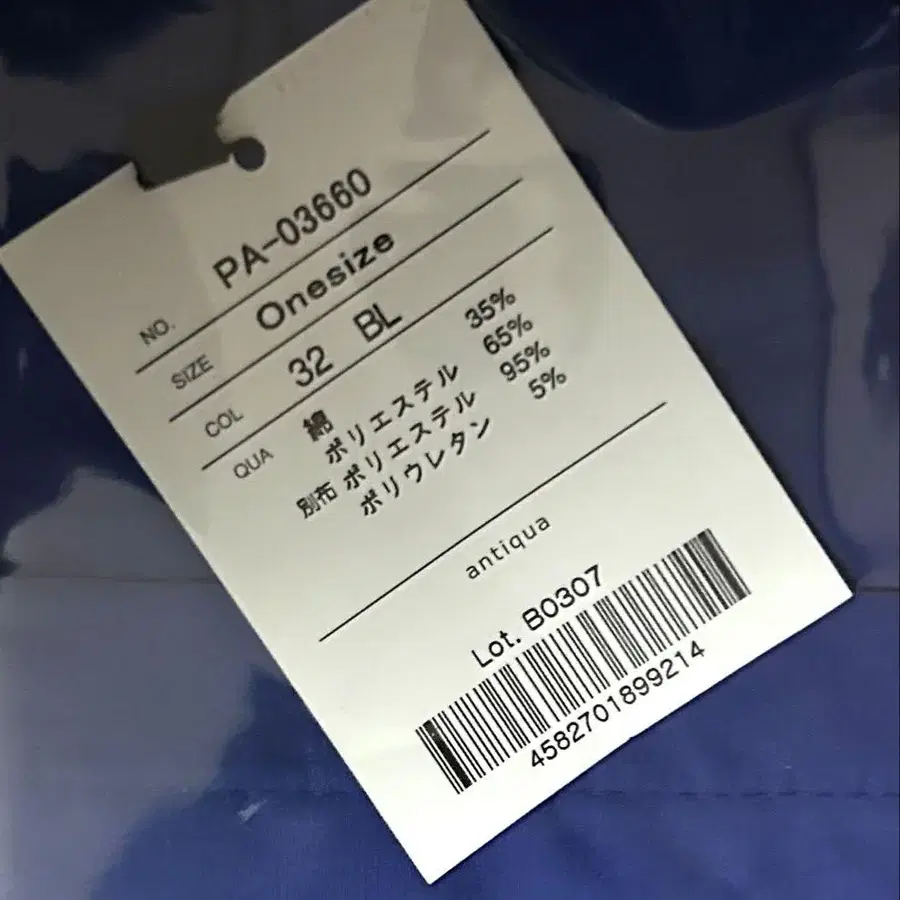 NO. PA-03660
SIZE Onesize
COL 32 BL
QUA 綿 35%
ポリエステル 65%
別布 ポリエステル 95%
ポリウレタン 5%
antiqua
Lot. B0307
4582701899214